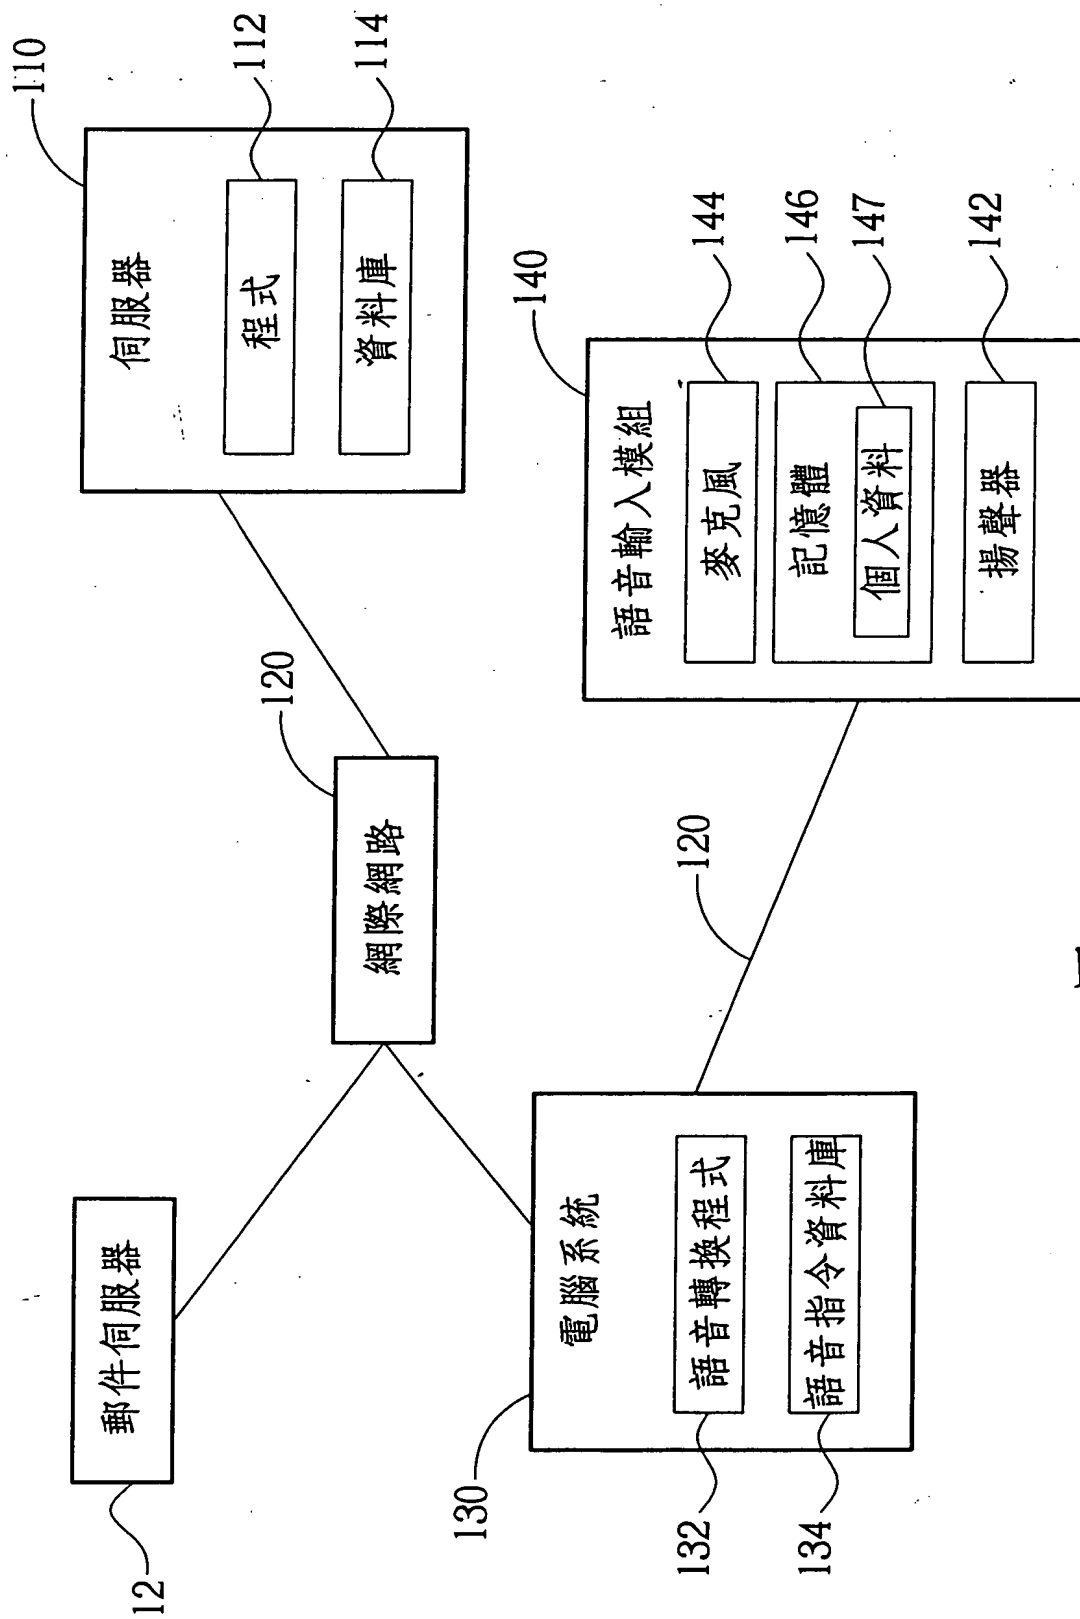 12
郵件伺服器
120
網際網路
110
伺服器
程式
112
資料庫
114
130
電腦系統
132
語音轉換程式
134
語音指令資料庫
120
140
語音輸入模組
麥克風
144
記憶體
146
個人資料
147
揚聲器
142